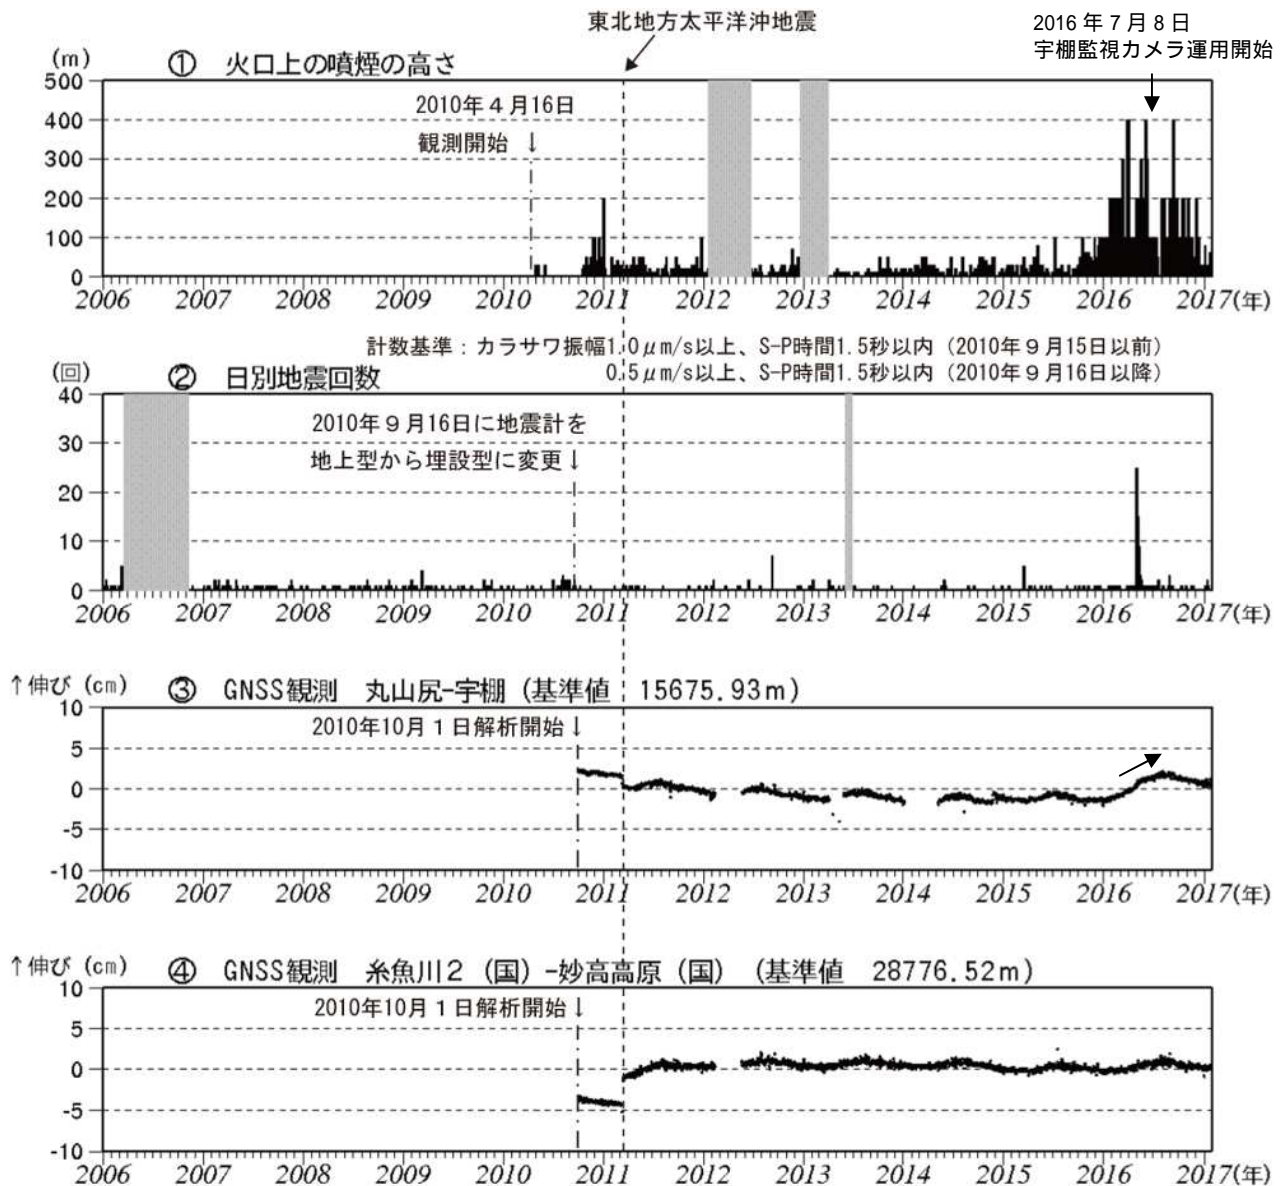 東北地方太平洋沖地震
2016年7月8日
宇棚監視カメラ運用開始
(m) ① 火口上の噴煙の高さ
500
400
300
200
100
0
2010年4月16日
観測開始 ↓
2006 2007 2008 2009 2010 2011 2012 2013 2014 2015 2016 2017(年)
計数基準：カラサワ振幅1.0μm/s以上、S-P時間1.5秒以内（2010年9月15日以前）
0.5μm/s以上、S-P時間1.5秒以内（2010年9月16日以降）
(回) ② 日別地震回数
40
30
20
10
0
2010年9月16日に地震計を
地上型から埋設型に変更↓
2006 2007 2008 2009 2010 2011 2012 2013 2014 2015 2016 2017(年)
↑伸び (cm) ③ GNSS観測 丸山尻-宇棚（基準値 15675.93m）
10
5
0
-5
-10
2010年10月1日解析開始↓
2006 2007 2008 2009 2010 2011 2012 2013 2014 2015 2016 2017(年)
↑伸び (cm) ④ GNSS観測 糸魚川2（国）-妙高高原（国）（基準値 28776.52m）
10
5
0
-5
-10
2010年10月1日解析開始↓
2006 2007 2008 2009 2010 2011 2012 2013 2014 2015 2016 2017(年)